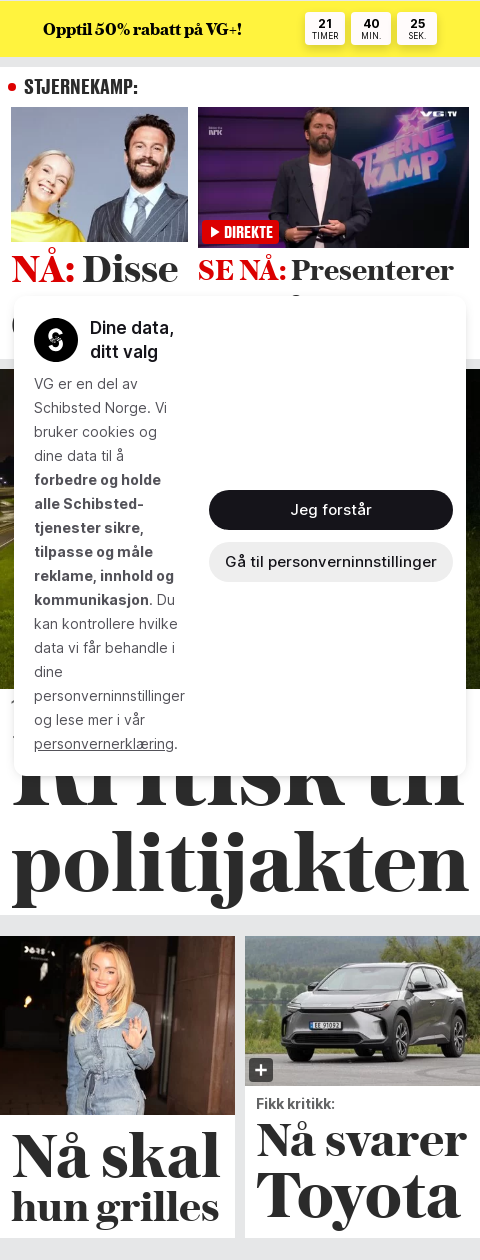 Opptil 50% rabatt på VG+!
21 40 25
TIMER MIN. SEK.
STJERNEKAMP:
VG TV
NRK
STJERNE
KAMP
DIREKTE
NÅ: Disse
SE NÅ: Presenterer
Dine data,
ditt valg
VG er en del av
Schibsted Norge. Vi
bruker cookies og
dine data til å
forbedre og holde
alle Schibsted-
tjenester sikre,
tilpasse og måle
reklame, innhold og
kommunikasjon. Du
kan kontrollere hvilke
data vi får behandle i
dine
personverninnstillinger
og lese mer i vår
personvernerklæring.
Jeg forstår
Gå til personverninnstillinger
Kritisk til
politijakten
EE 91092
Nå skal
hun grilles
Fikk kritikk:
Nå svarer
Toyota